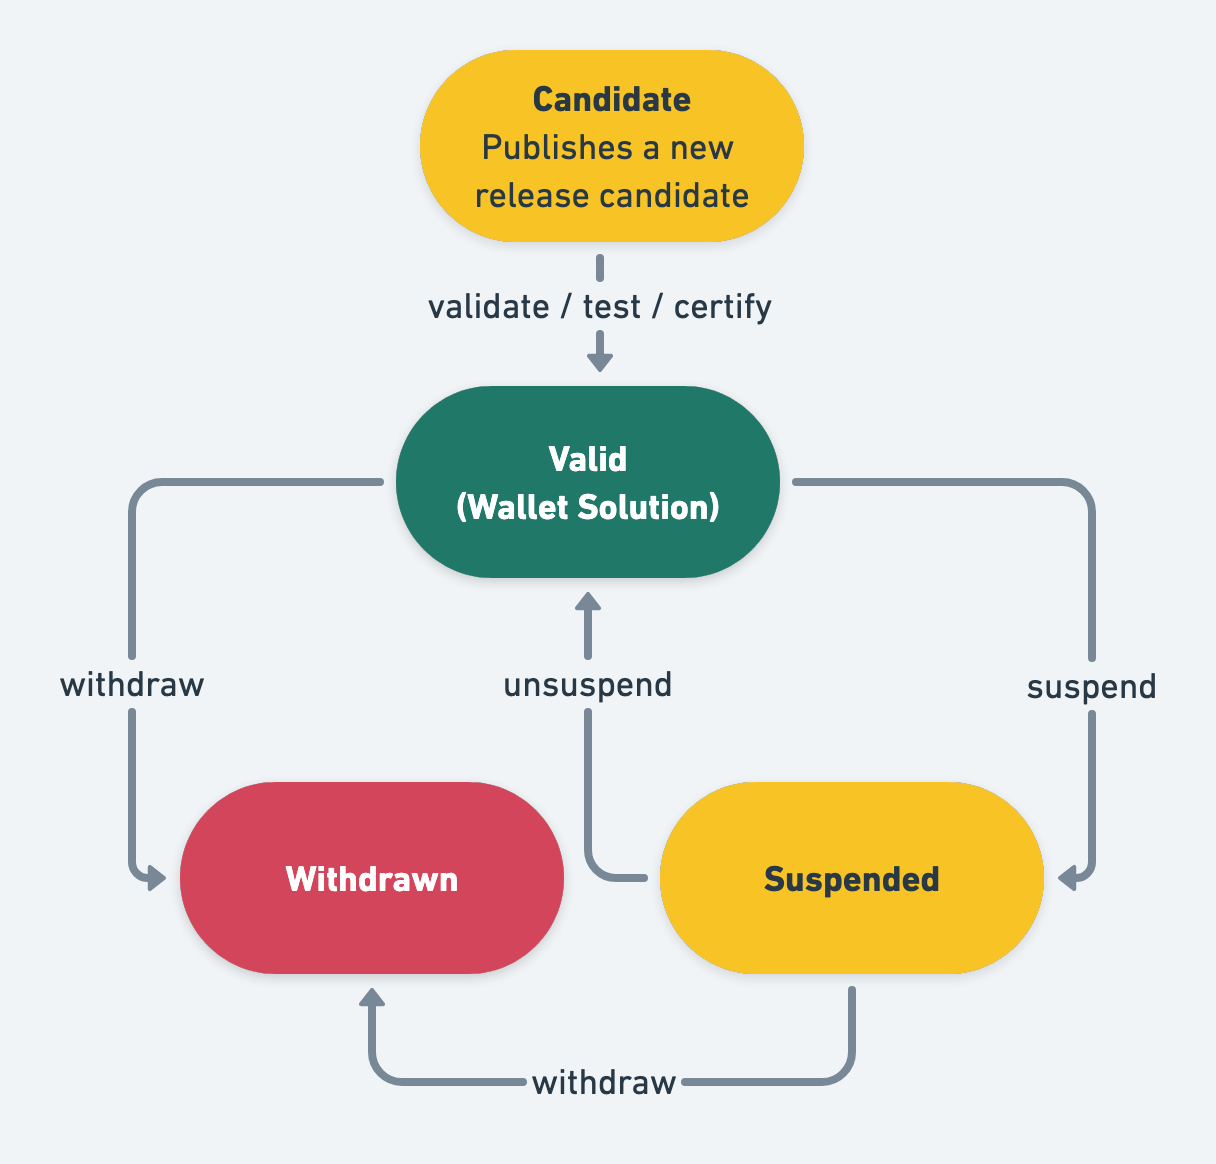 Candidate
Publishes a new
release candidate
validate / test / certify
Valid
(Wallet Solution)
withdraw
unsuspend
suspend
Withdrawn
Suspended
withdraw